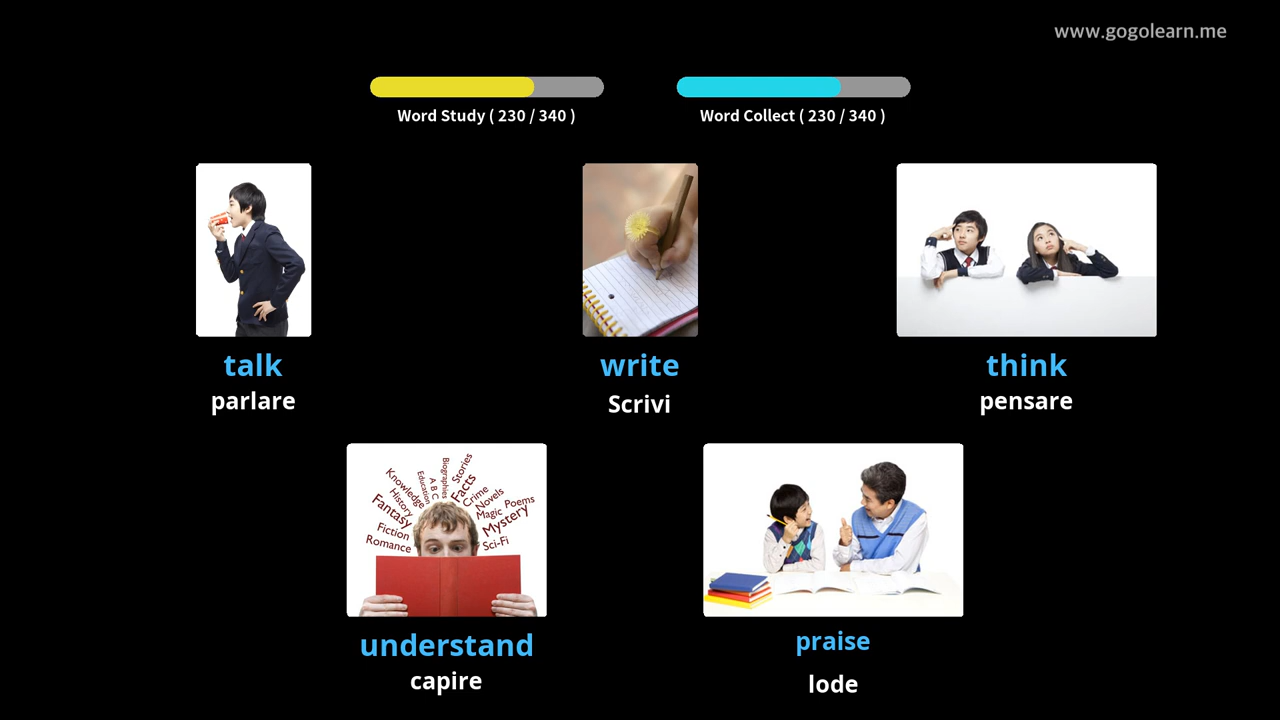 www.gogolearn.me
Word Study ( 230 / 340 )
Word Collect ( 230 / 340 )
talk
parlare
write
Scrivi
think
pensare
Knowledge
History
Fantasy
Fiction
Romance
Education
A B C
Biographies
Stories
Facts
Crime
Novels
Magic
Poems
Mystery
Sci-Fi
understand
capire
praise
lode